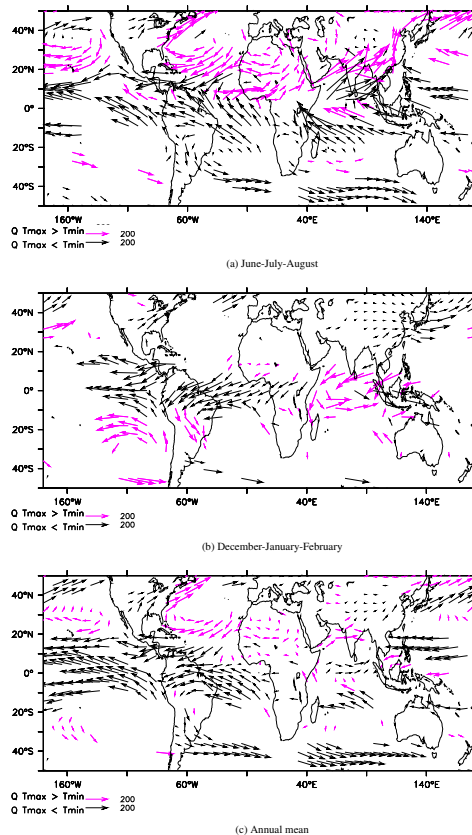 40°N
20°N
0°
20°S
40°S
160°W 60°W 40°E 140°E
Q Tmax > Tmin 200
Q Tmax < Tmin 200
(a) June-July-August
40°N
20°N
0°
20°S
40°S
160°W 60°W 40°E 140°E
Q Tmax > Tmin 200
Q Tmax < Tmin 200
(b) December-January-February
40°N
20°N
0°
20°S
40°S
160°W 60°W 40°E 140°E
Q Tmax > Tmin 200
Q Tmax < Tmin 200
(c) Annual mean